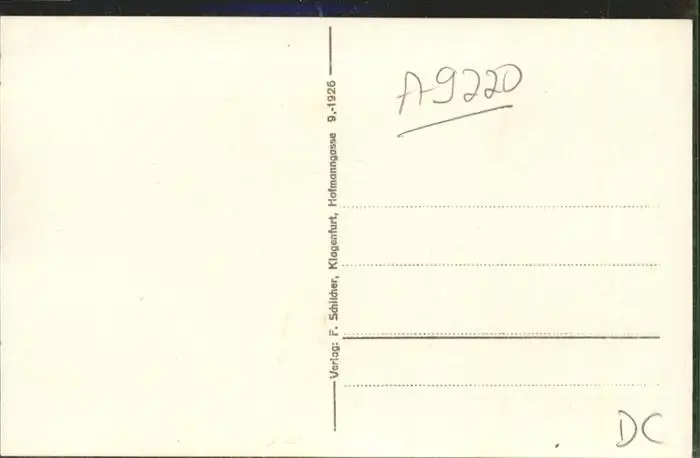 Verlag: F. Schilcher, Klagenfurt, Hofmanngasse 9,-1926
A9220
DC